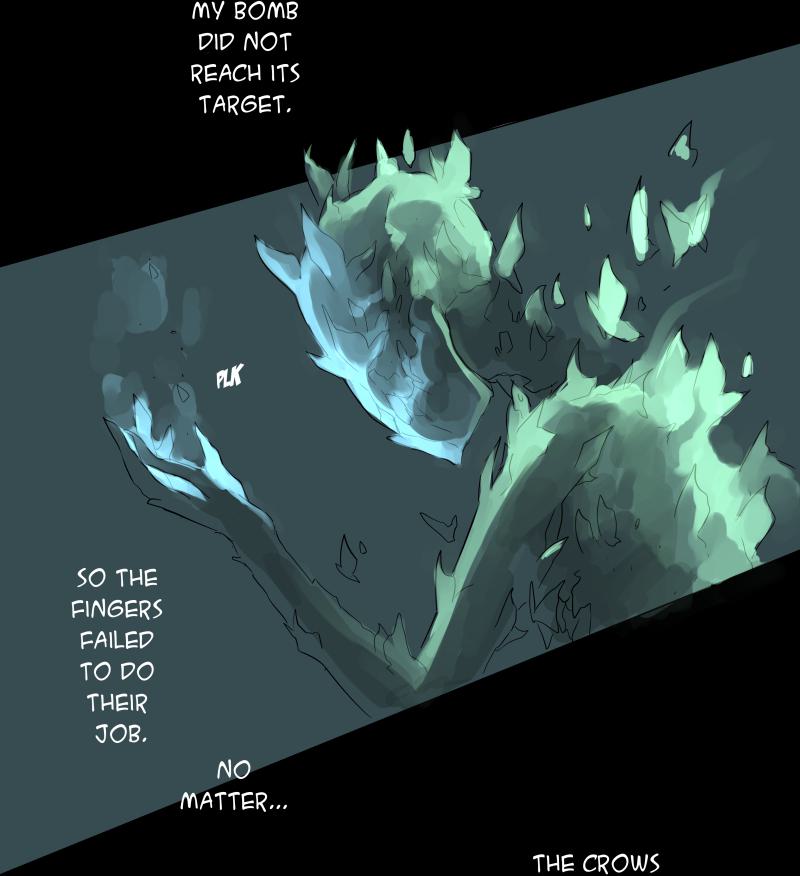 MY BOMB
DID NOT
REACH ITS
TARGET.
PLK
SO THE
FINGERS
FAILED
TO DO
THEIR
JOB.
NO
MATTER...
THE CROWS